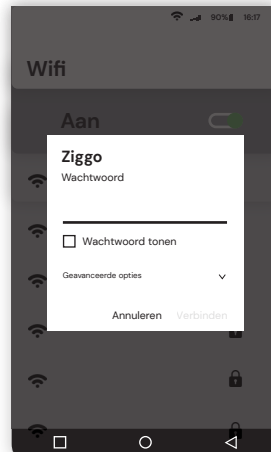 90% 16:17
Wifi
Aan
Ziggo
Wachtwoord
Wachtwoord tonen
Geavanceerde opties
Annuleren Verbinden